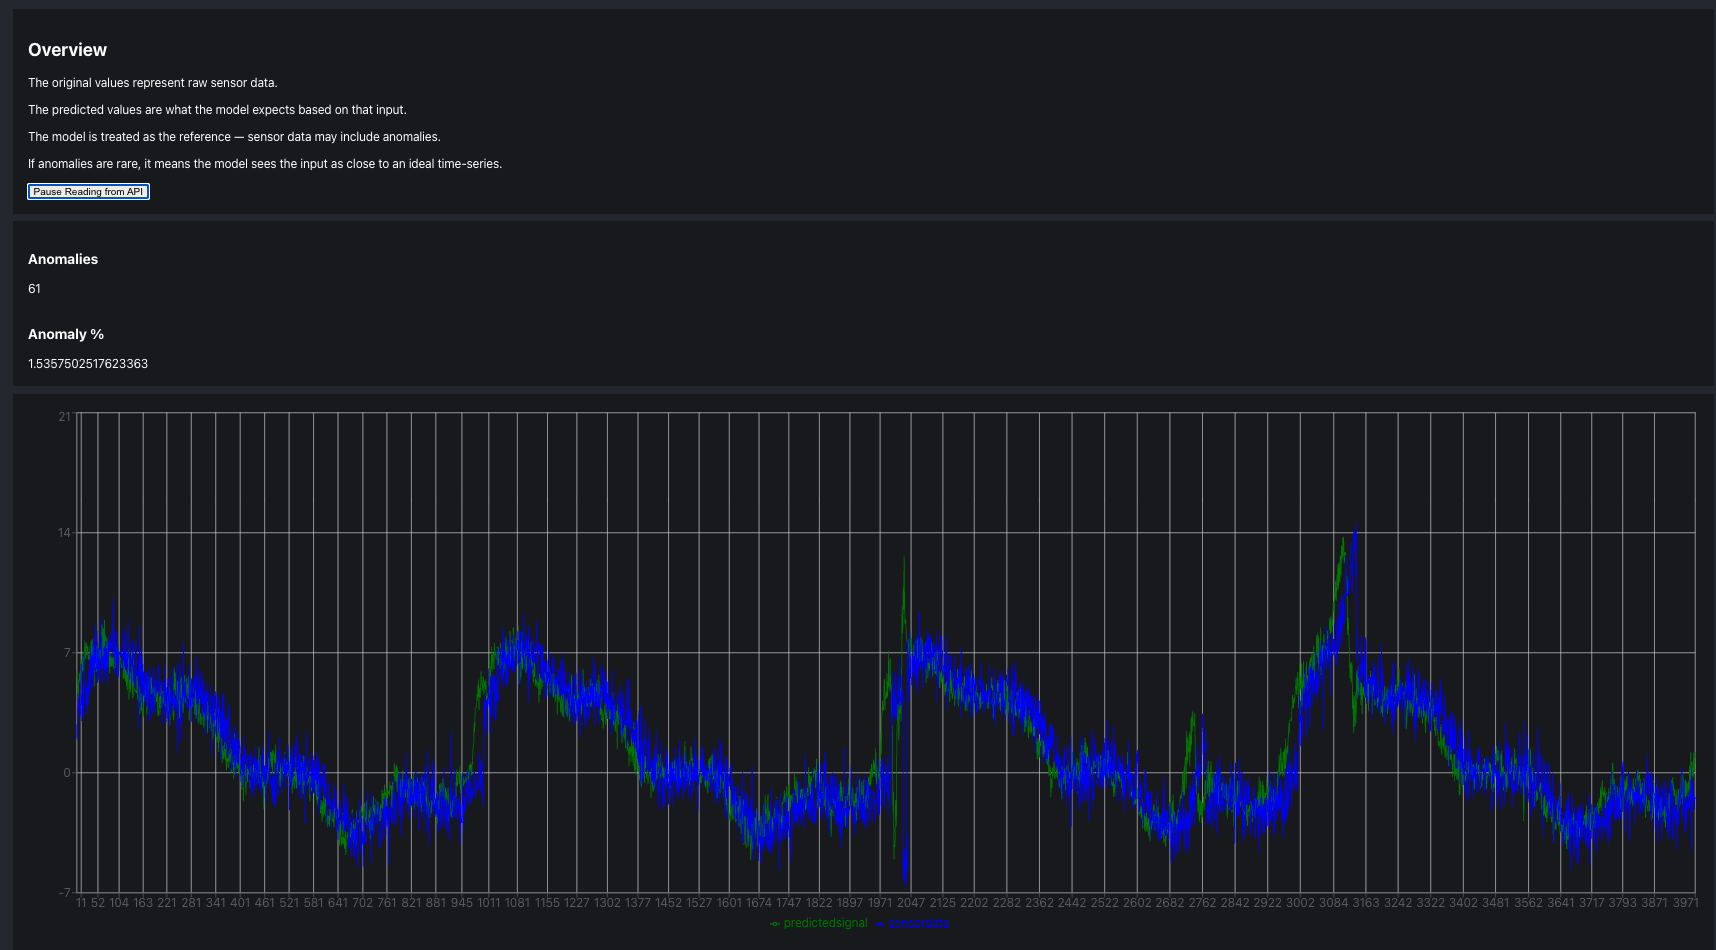 Overview
The original values represent raw sensor data.
The predicted values are what the model expects based on that input.
The model is treated as the reference — sensor data may include anomalies.
If anomalies are rare, it means the model sees the input as close to an ideal time-series.
Pause Reading from API
Anomalies
61
Anomaly %
1.5357502517623363
21
14
7
0
-7
11 52 104 163 221 281 341 401 461 521 581 641 702 761 821 881 945 1011 1081 1155 1227 1302 1377 1452 1527 1601 1674 1747 1822 1897 1971 2047 2125 2202 2282 2362 2442 2522 2602 2682 2762 2842 2922 3002 3084 3163 3242 3322 3402 3481 3562 3641 3717 3793 3871 3971
predictedsignal sensordata